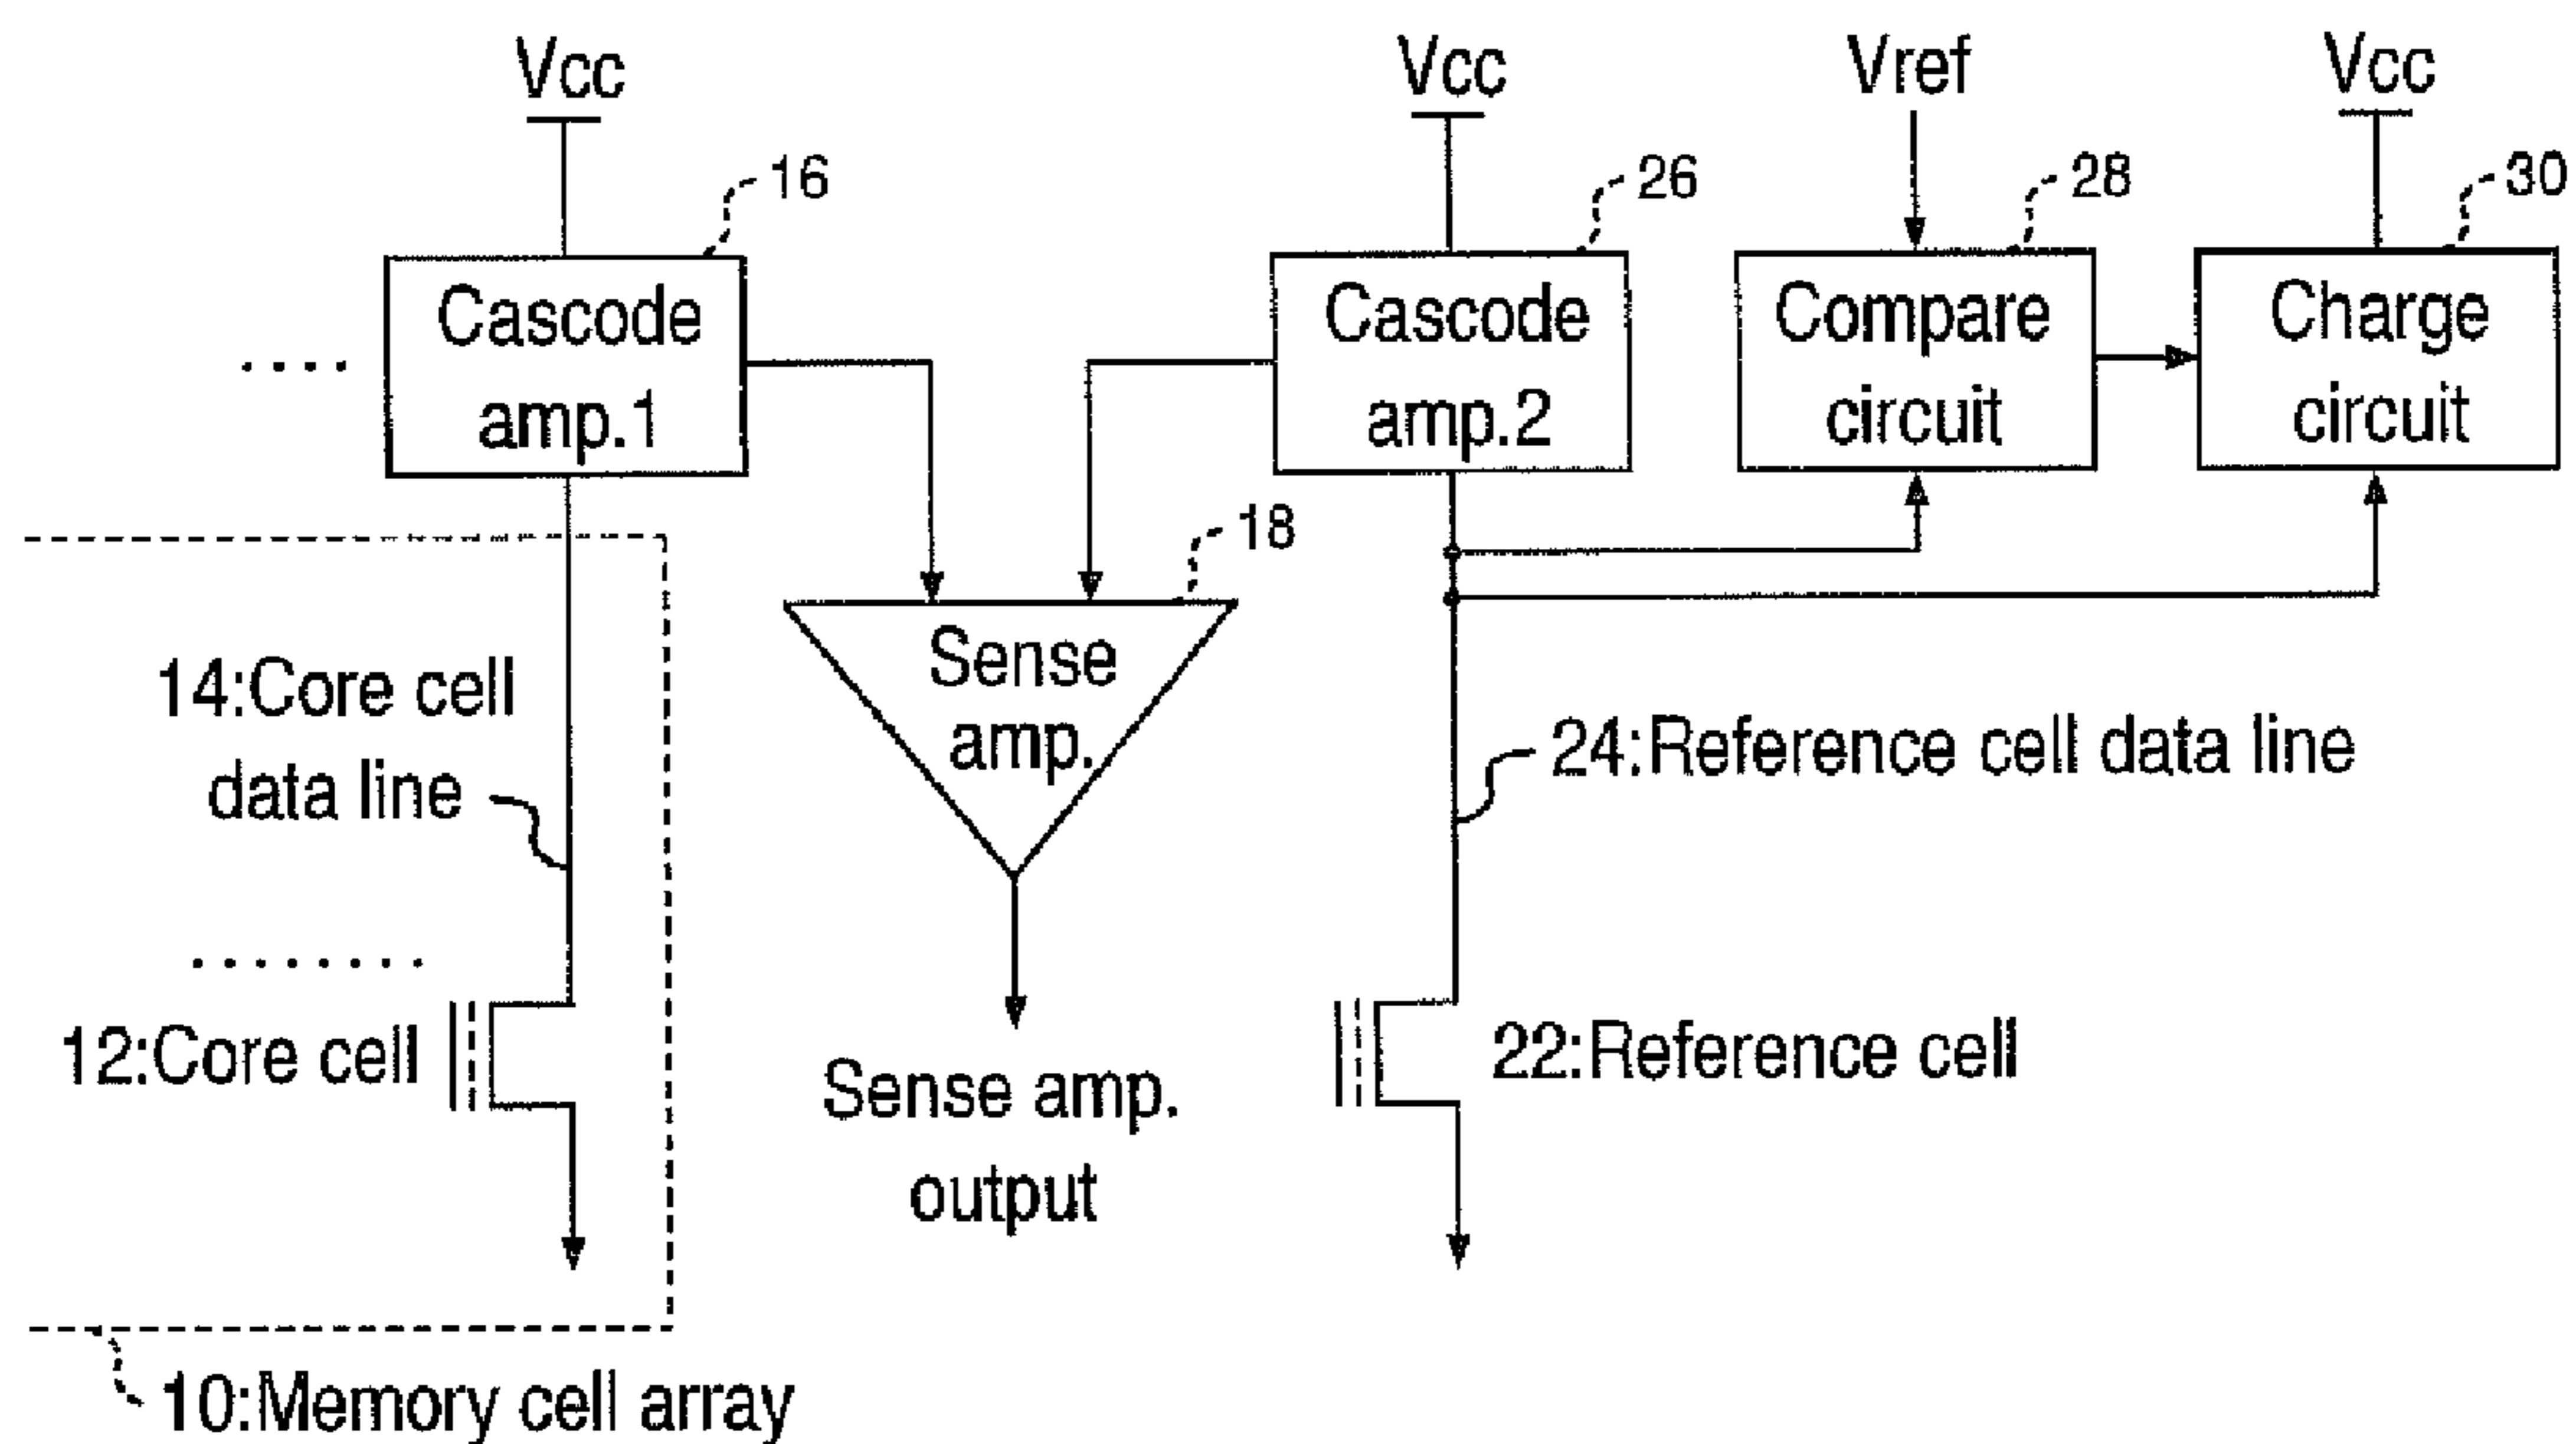 Vcc
Vcc
Vref
Vcc
16
26
28
30
Cascode
amp.1
Cascode
amp.2
Compare
circuit
Charge
circuit
18
Sense
amp.
14:Core cell
data line
24:Reference cell data line
12:Core cell
22:Reference cell
Sense amp.
output
10:Memory cell array